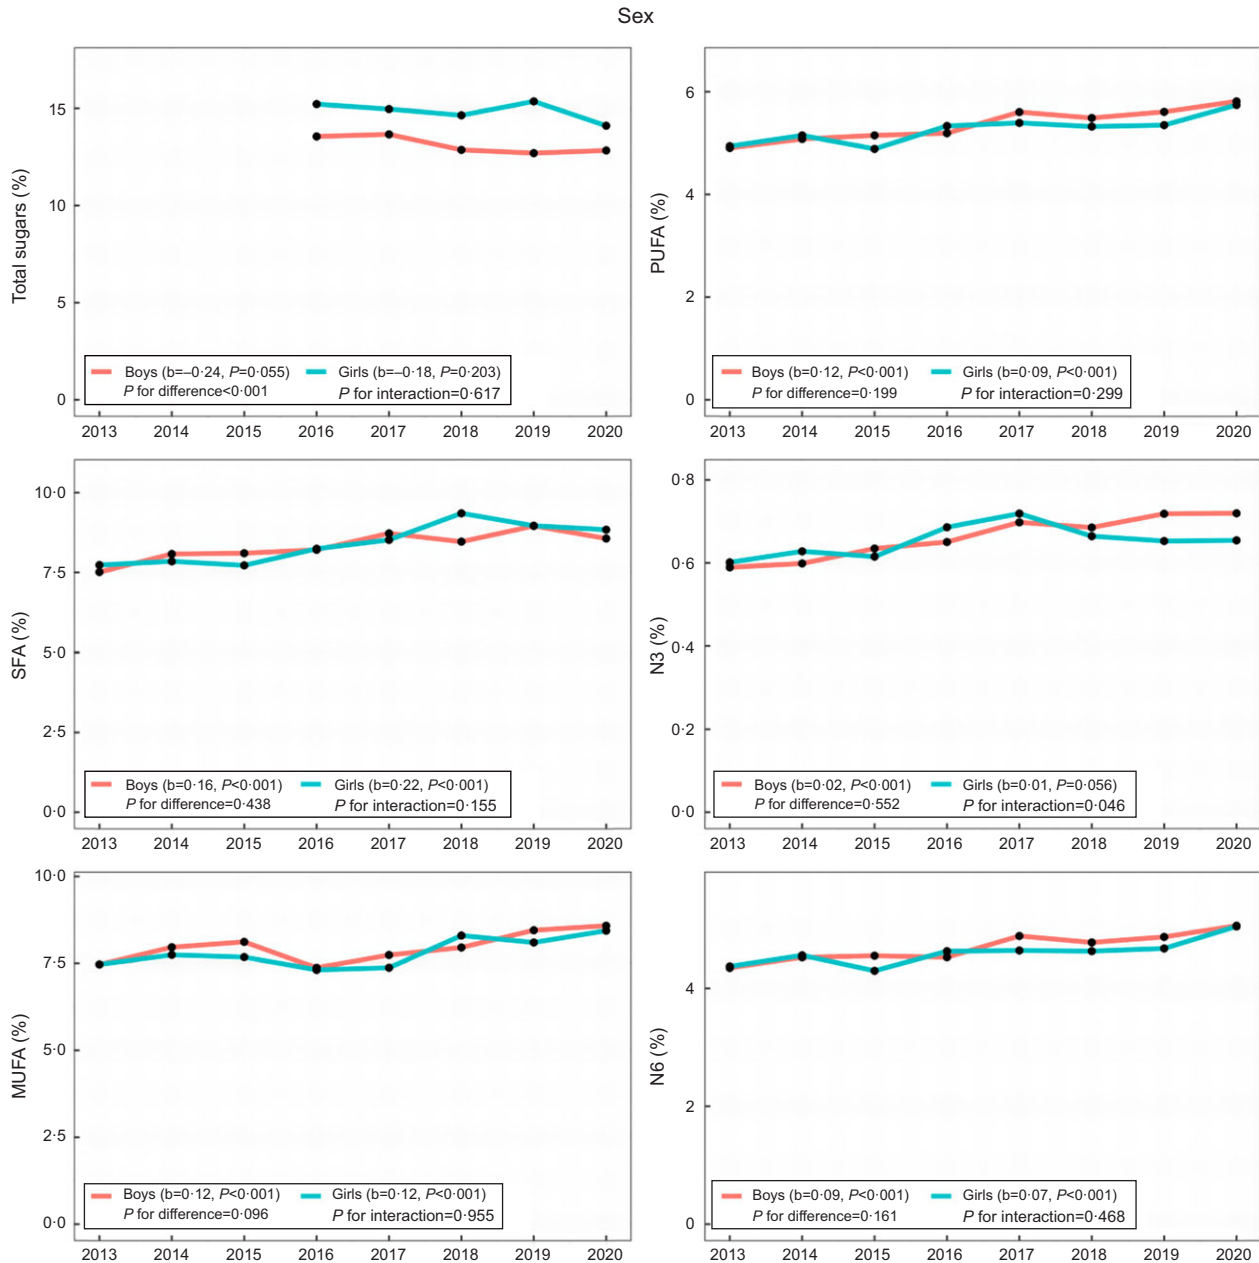 Sex
Total sugars (%)
15
10
5
0
Boys (b=–0·24, P=0·055) Girls (b=–0·18, P=0·203)
P for difference<0·001 P for interaction=0·617
2013 2014 2015 2016 2017 2018 2019 2020
PUFA (%)
6
4
2
0
Boys (b=0·12, P<0·001) Girls (b=0·09, P<0·001)
P for difference=0·199 P for interaction=0·299
2013 2014 2015 2016 2017 2018 2019 2020
SFA (%)
10·0
7·5
5·0
2·5
0·0
Boys (b=0·16, P<0·001) Girls (b=0·22, P<0·001)
P for difference=0·438 P for interaction=0·155
2013 2014 2015 2016 2017 2018 2019 2020
N3 (%)
0·8
0·6
0·4
0·2
0·0
Boys (b=0·02, P<0·001) Girls (b=0·01, P=0·056)
P for difference=0·552 P for interaction=0·046
2013 2014 2015 2016 2017 2018 2019 2020
MUFA (%)
10·0
7·5
5·0
2·5
0·0
Boys (b=0·12, P<0·001) Girls (b=0·12, P<0·001)
P for difference=0·096 P for interaction=0·955
2013 2014 2015 2016 2017 2018 2019 2020
N6 (%)
4
2
0
Boys (b=0·09, P<0·001) Girls (b=0·07, P<0·001)
P for difference=0·161 P for interaction=0·468
2013 2014 2015 2016 2017 2018 2019 2020